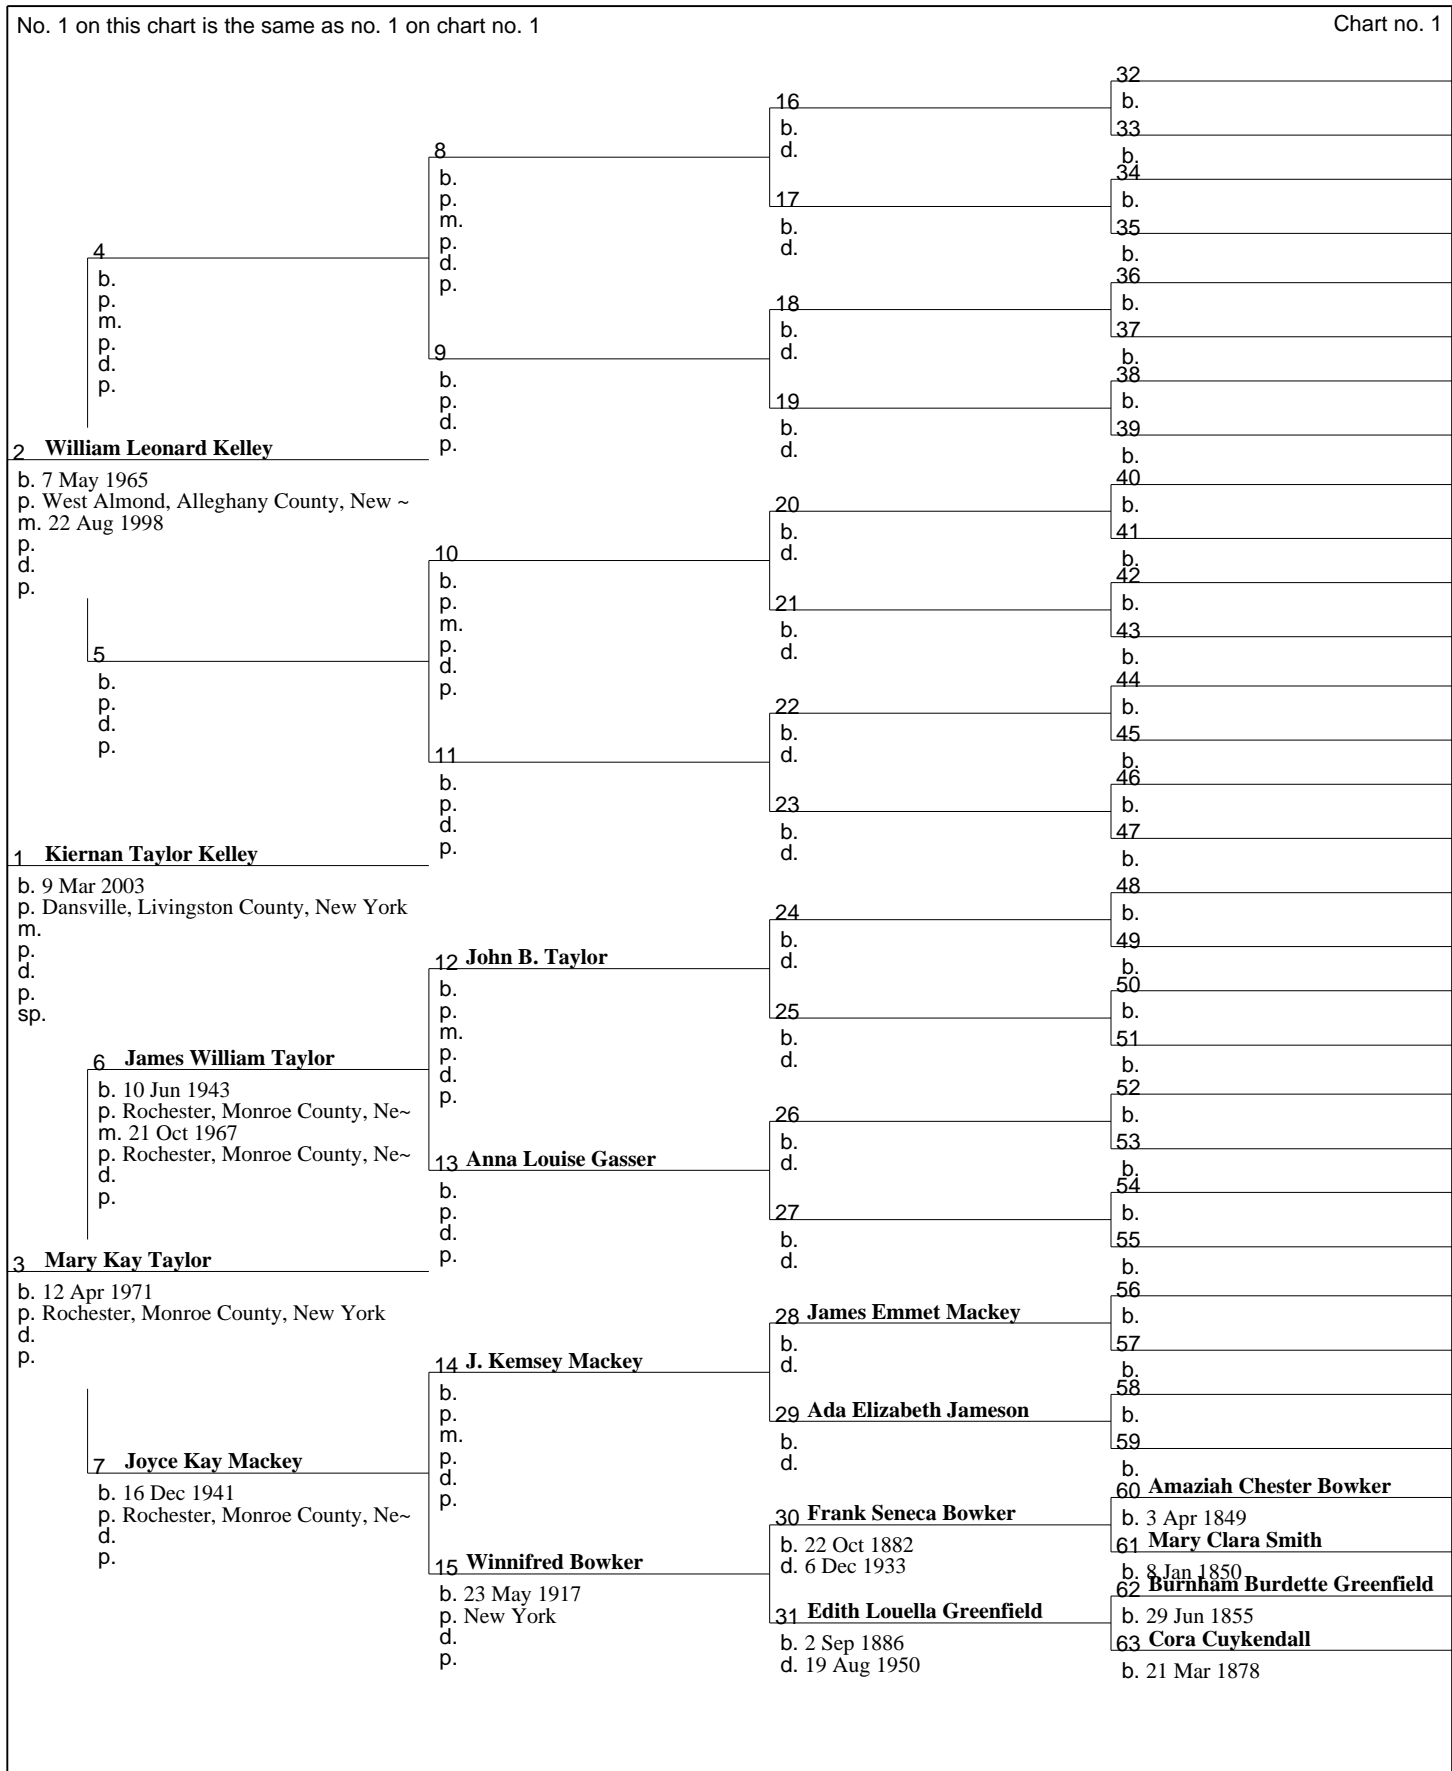 No. 1 on this chart is the same as no. 1 on chart no. 1
Chart no. 1
2 William Leonard Kelley
b. 7 May 1965
p. West Almond, Alleghany County, New ~
m. 22 Aug 1998
p.
d.
p.
1 Kiernan Taylor Kelley
b. 9 Mar 2003
p. Dansville, Livingston County, New York
m.
p.
d.
p.
sp.
3 Mary Kay Taylor
b. 12 Apr 1971
p. Rochester, Monroe County, New York
d.
p.
4
b.
p.
m.
p.
d.
p.
5
b.
p.
d.
p.
6 James William Taylor
b. 10 Jun 1943
p. Rochester, Monroe County, Ne~
m. 21 Oct 1967
p. Rochester, Monroe County, Ne~
d.
p.
7 Joyce Kay Mackey
b. 16 Dec 1941
p. Rochester, Monroe County, Ne~
d.
p.
8
b.
p.
m.
p.
d.
p.
9
b.
p.
d.
p.
10
b.
p.
m.
p.
d.
p.
11
b.
p.
d.
p.
12 John B. Taylor
b.
p.
m.
p.
d.
p.
13 Anna Louise Gasser
b.
p.
d.
p.
14 J. Kemsey Mackey
b.
p.
m.
p.
d.
p.
15 Winnifred Bowker
b. 23 May 1917
p. New York
d.
p.
16
b.
d.
17
b.
d.
18
b.
d.
19
b.
d.
20
b.
d.
21
b.
d.
22
b.
d.
23
b.
d.
24
b.
d.
25
b.
d.
26
b.
d.
27
b.
d.
28 James Emmet Mackey
b.
d.
29 Ada Elizabeth Jameson
b.
d.
30 Frank Seneca Bowker
b. 22 Oct 1882
d. 6 Dec 1933
31 Edith Louella Greenfield
b. 2 Sep 1886
d. 19 Aug 1950
32
b.
33
b.
34
b.
35
b.
36
b.
37
b.
38
b.
39
b.
40
b.
41
b.
42
b.
43
b.
44
b.
45
b.
46
b.
47
b.
48
b.
49
b.
50
b.
51
b.
52
b.
53
b.
54
b.
55
b.
56
b.
57
b.
58
b.
59
b.
60 Amaziah Chester Bowker
b. 3 Apr 1849
61 Mary Clara Smith
b. 8 Jan 1850
62 Burnham Burdette Greenfield
b. 29 Jun 1855
63 Cora Cuykendall
b. 21 Mar 1878